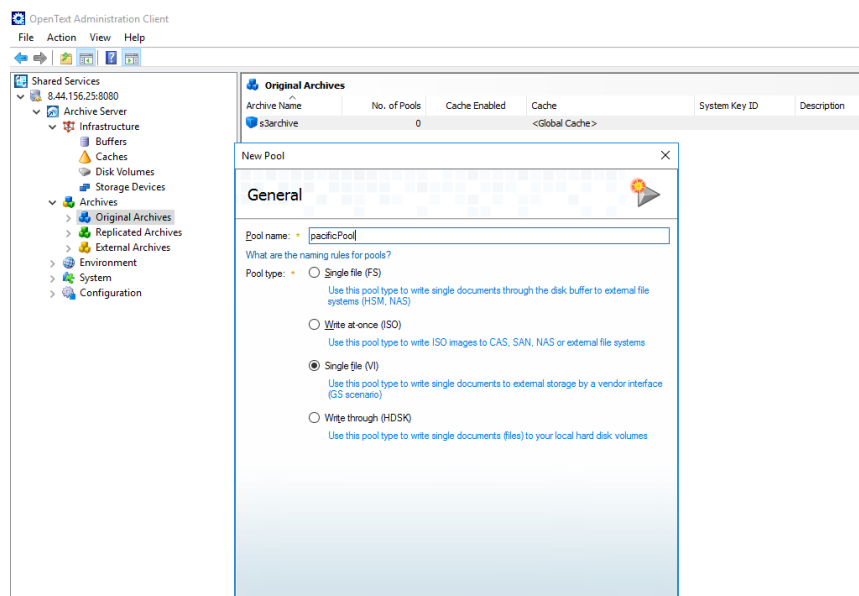 OpenText Administration Client
File Action View Help
Shared Services
8.44.156.25:8080
Archive Server
Infrastructure
Buffers
Caches
Disk Volumes
Storage Devices
Archives
Original Archives
Replicated Archives
External Archives
Environment
System
Configuration
Original Archives
Archive Name No. of Pools Cache Enabled Cache System Key ID Description
s3archive 0 <Global Cache>
New Pool
General
Pool name: * pacificPool
What are the naming rules for pools?
Pool type: * Single file (FS)
Use this pool type to write single documents through the disk buffer to external file
systems (HSM, NAS)
Write at-once (ISO)
Use this pool type to write ISO images to CAS, SAN, NAS or external file systems
Single file (VI)
Use this pool type to write single documents to external storage by a vendor interface
(GS scenario)
Write through (HDSK)
Use this pool type to write single documents (files) to your local hard disk volumes